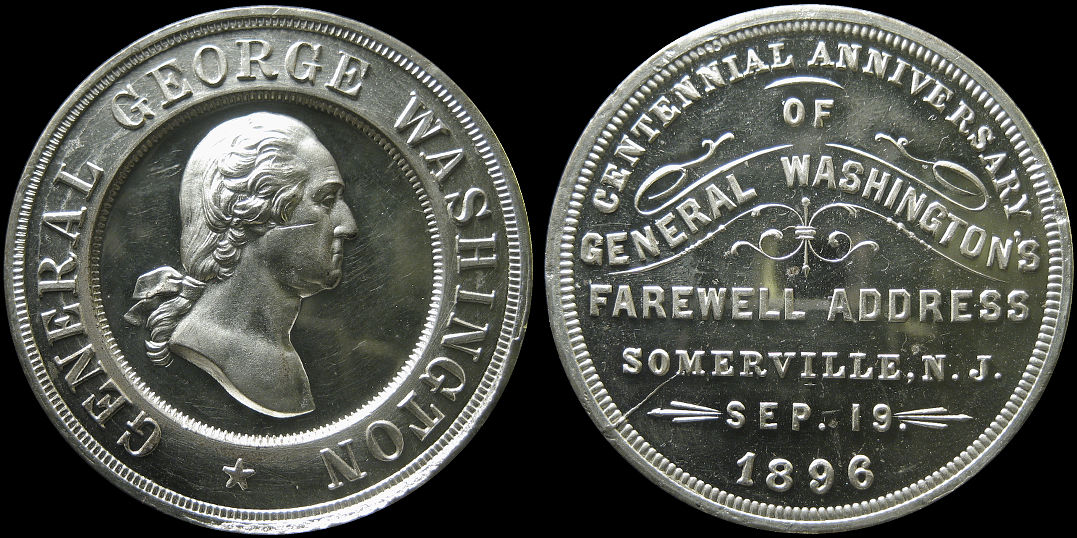 GENERAL GEORGE WASHINGTON
CENTENNIAL ANNIVERSARY
OF
GENERAL WASHINGTON'S
FAREWELL ADDRESS
SOMERVILLE, N. J.
SEP. 19.
1896